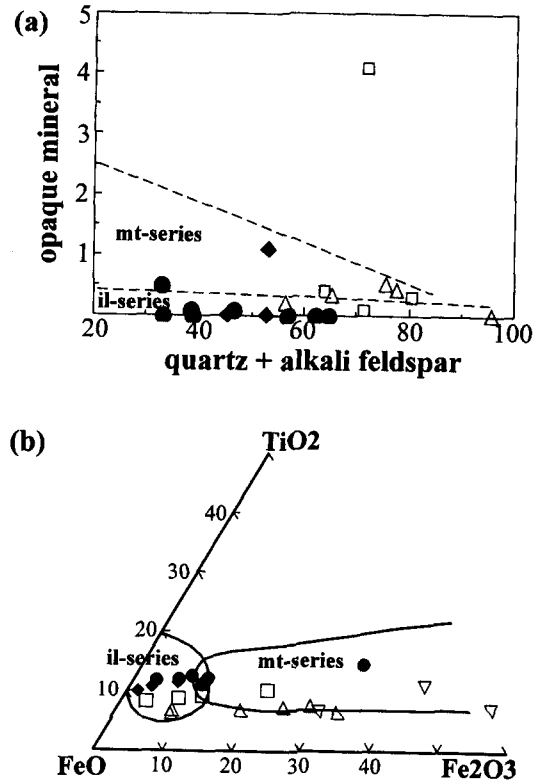 (a)
5
4
3
2
1
opaque mineral
mt-series
il-series
20 40 60 80 100
quartz + alkali feldspar
(b)
TiO2
40
30
20
10
il-series
mt-series
FeO 10 20 30 Fe2O3